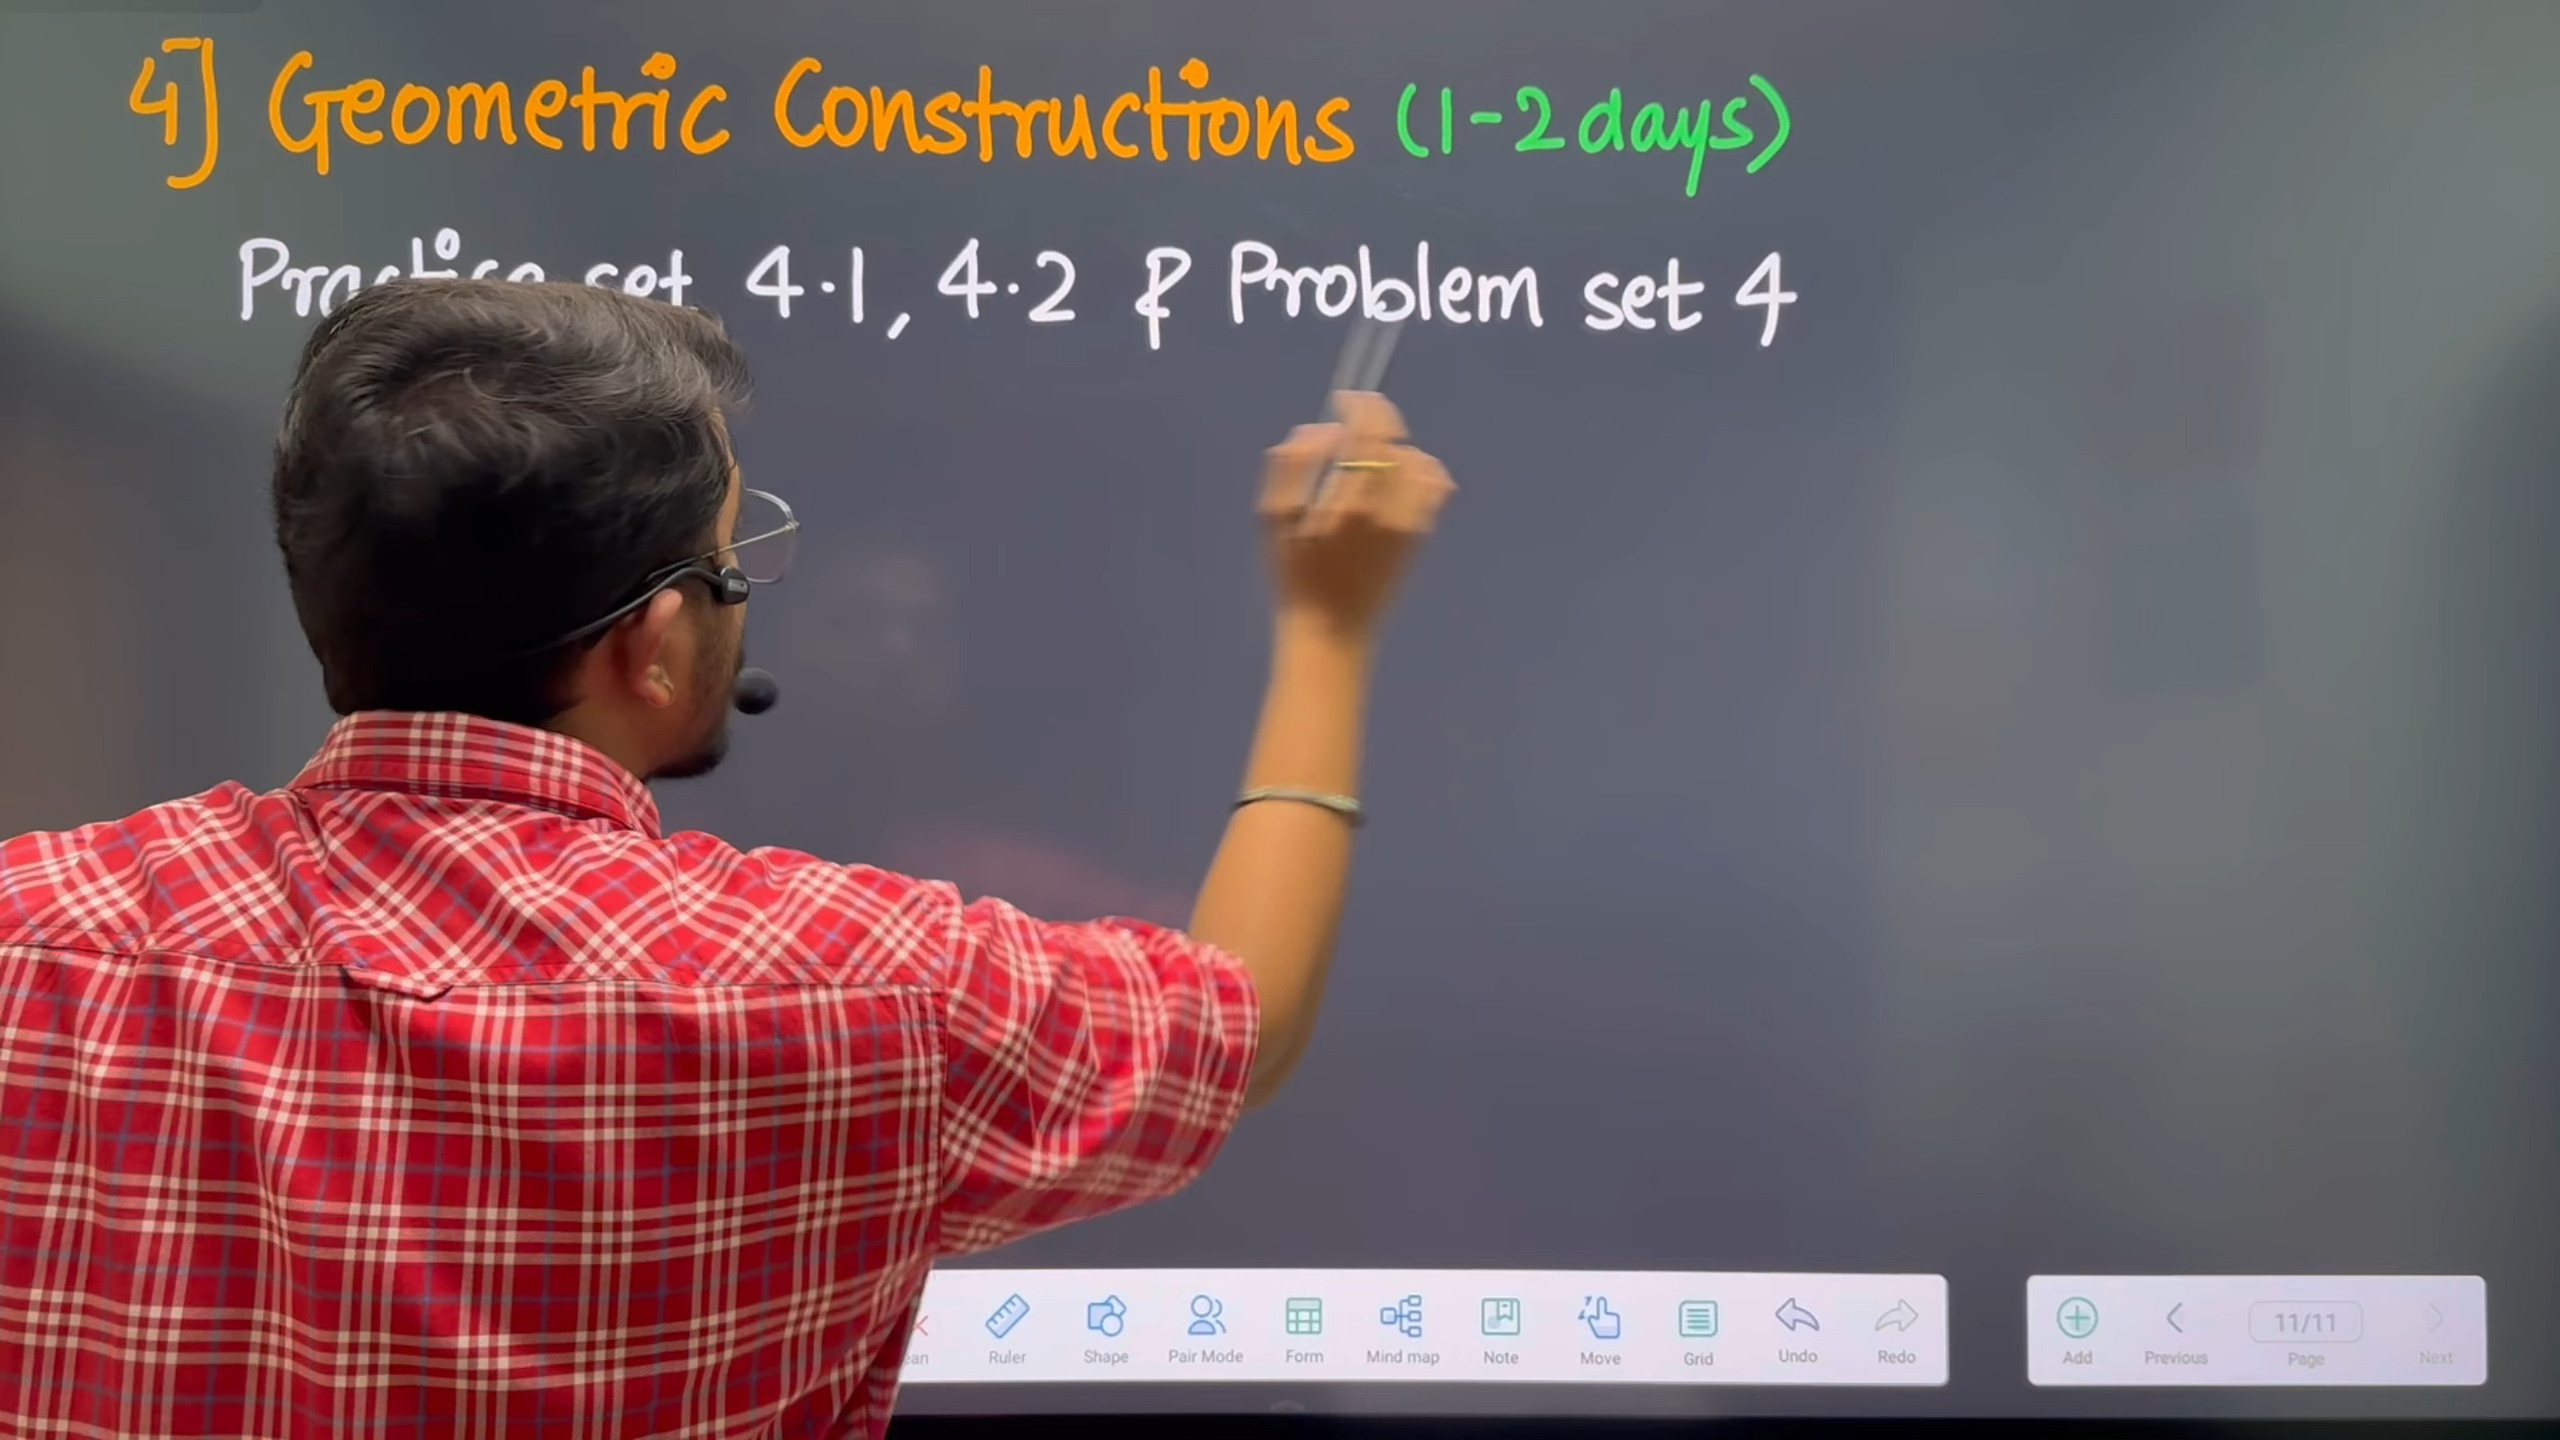 4] Geometric Constructions (1-2 days)
Practice set 4.1, 4.2 & Problem set 4
Ruler Shape Pair Mode Form Mind map Note Move Grid Undo Redo
Add Previous 11/11 Page Next